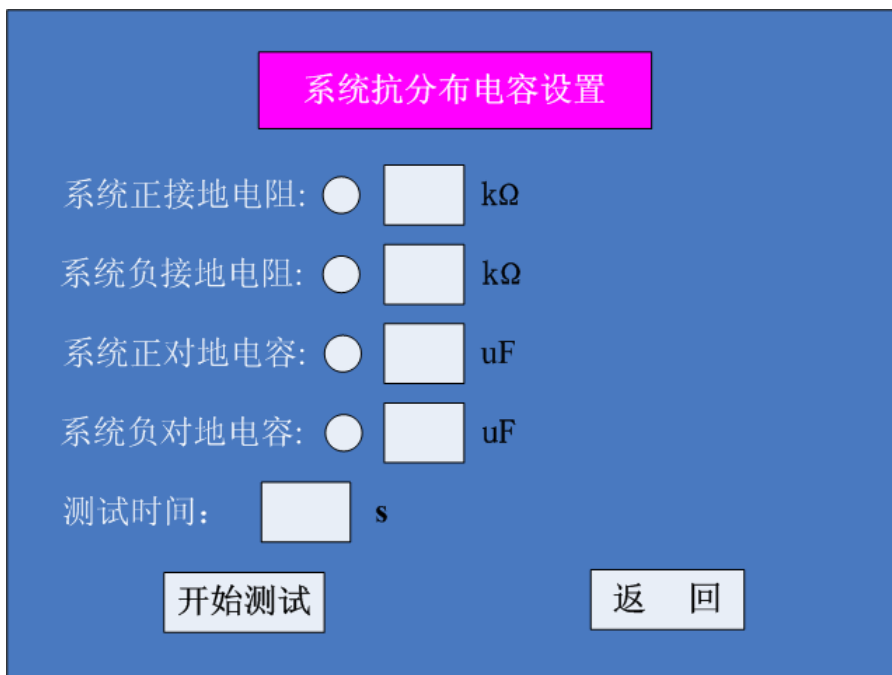 系统抗分布电容设置
系统正接地电阻: kΩ
系统负接地电阻: kΩ
系统正对地电容: uF
系统负对地电容: uF
测试时间： s
开始测试 返 回